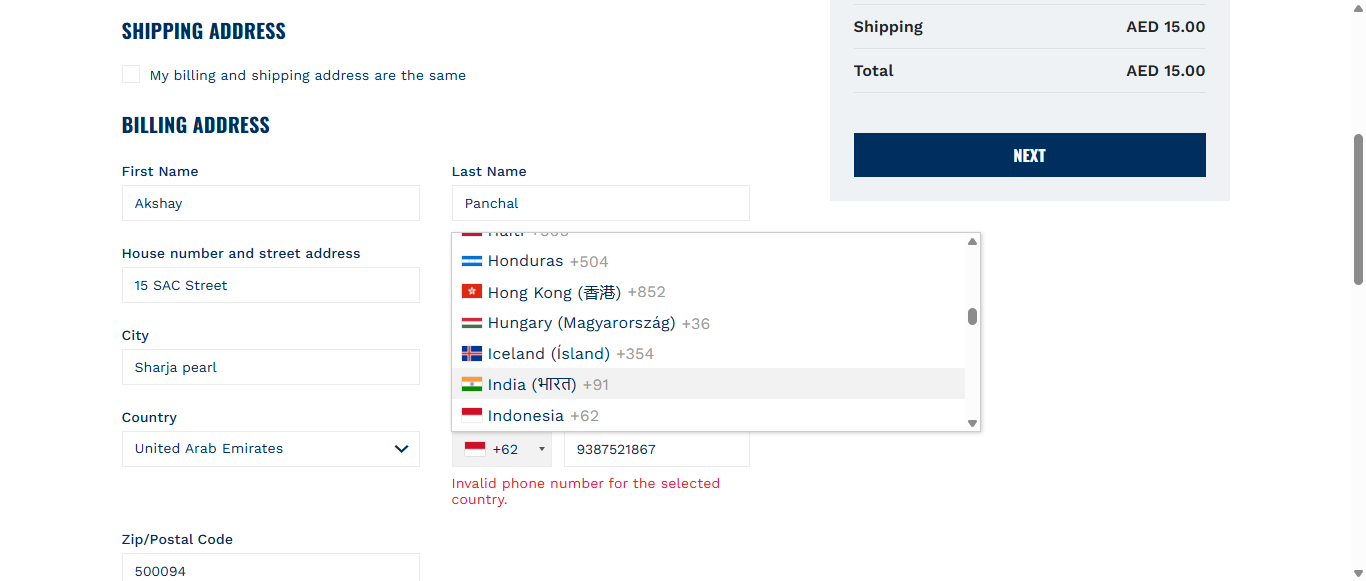 SHIPPING ADDRESS
My billing and shipping address are the same
BILLING ADDRESS
First Name
Akshay
Last Name
Panchal
House number and street address
15 SAC Street
City
Sharja pearl
Country
United Arab Emirates
Honduras +504
Hong Kong (香港) +852
Hungary (Magyarország) +36
Iceland (Ísland) +354
India (भारत) +91
Indonesia +62
+62
9387521867
Invalid phone number for the selected
country.
Zip/Postal Code
500094
Shipping AED 15.00
Total AED 15.00
NEXT